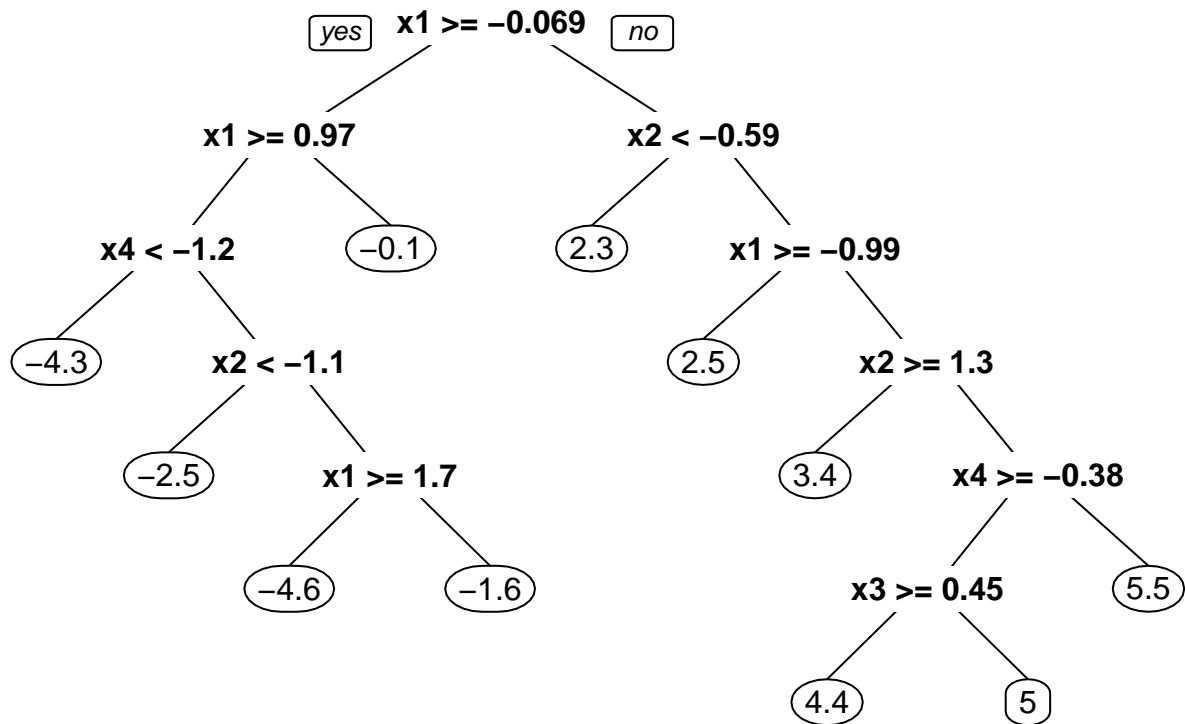 yes x1 >= −0.069 no
x1 >= 0.97 x2 < −0.59
x4 < −1.2 −0.1 2.3 x1 >= −0.99
−4.3 x2 < −1.1 2.5 x2 >= 1.3
−2.5 x1 >= 1.7 3.4 x4 >= −0.38
−4.6 −1.6 x3 >= 0.45 5.5
4.4 5